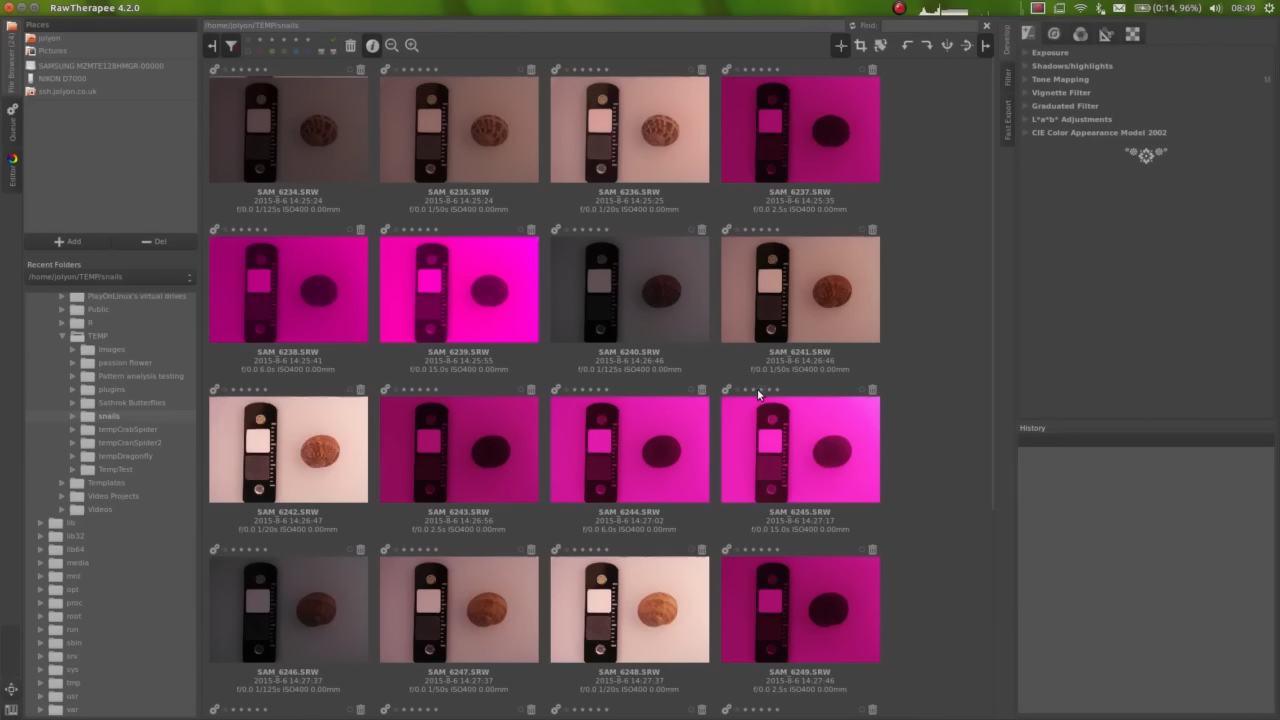 RawTherapee 4.2.0
(0:14, 96%)
08:49
File Browser (24)
Queue
Editor
Places
jolyon
Pictures
SAMSUNG MZMTE128HMGR-00000
NIKON D7000
ssh.jolyon.co.uk
Add
Del
Recent Folders
/home/jolyon/TEMP/snails
PlayOnLinux's virtual drives
Public
R
TEMP
images
passion flower
Pattern analysis testing
plugins
Sathrok Butterflies
snails
tempCrabSpider
tempCranSpider2
tempDragonfly
TempTest
Templates
Video Projects
Videos
lib
lib32
lib64
media
mnt
opt
proc
root
run
sbin
srv
sys
tmp
usr
var
/home/jolyon/TEMP/snails
Find:
SAM_6234.SRW
2015-8-6 14:25:24
f/0.0 1/125s ISO400 0.00mm
SAM_6235.SRW
2015-8-6 14:25:24
f/0.0 1/50s ISO400 0.00mm
SAM_6236.SRW
2015-8-6 14:25:25
f/0.0 1/20s ISO400 0.00mm
SAM_6237.SRW
2015-8-6 14:25:35
f/0.0 2.5s ISO400 0.00mm
SAM_6238.SRW
2015-8-6 14:25:41
f/0.0 6.0s ISO400 0.00mm
SAM_6239.SRW
2015-8-6 14:25:55
f/0.0 15.0s ISO400 0.00mm
SAM_6240.SRW
2015-8-6 14:26:46
f/0.0 1/125s ISO400 0.00mm
SAM_6241.SRW
2015-8-6 14:26:46
f/0.0 1/50s ISO400 0.00mm
SAM_6242.SRW
2015-8-6 14:26:47
f/0.0 1/20s ISO400 0.00mm
SAM_6243.SRW
2015-8-6 14:26:56
f/0.0 2.5s ISO400 0.00mm
SAM_6244.SRW
2015-8-6 14:27:02
f/0.0 6.0s ISO400 0.00mm
SAM_6245.SRW
2015-8-6 14:27:17
f/0.0 15.0s ISO400 0.00mm
SAM_6246.SRW
2015-8-6 14:27:37
f/0.0 1/125s ISO400 0.00mm
SAM_6247.SRW
2015-8-6 14:27:37
f/0.0 1/50s ISO400 0.00mm
SAM_6248.SRW
2015-8-6 14:27:37
f/0.0 1/20s ISO400 0.00mm
SAM_6249.SRW
2015-8-6 14:27:46
f/0.0 2.5s ISO400 0.00mm
Develop
Filter
Fast Export
Exposure
Shadows/highlights
Tone Mapping
Vignette Filter
Graduated Filter
L*a*b* Adjustments
CIE Color Appearance Model 2002
History